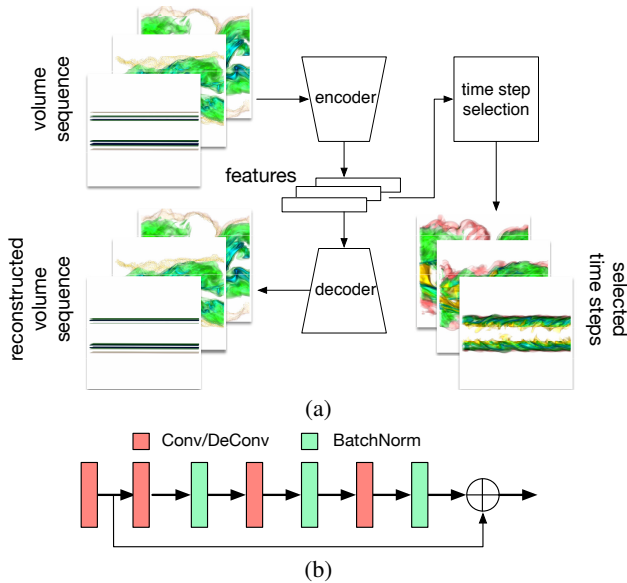 volume
sequence
encoder
time step
selection
features
decoder
reconstructed
volume
sequence
selected
time steps
(a)
Conv/DeConv
BatchNorm
(b)